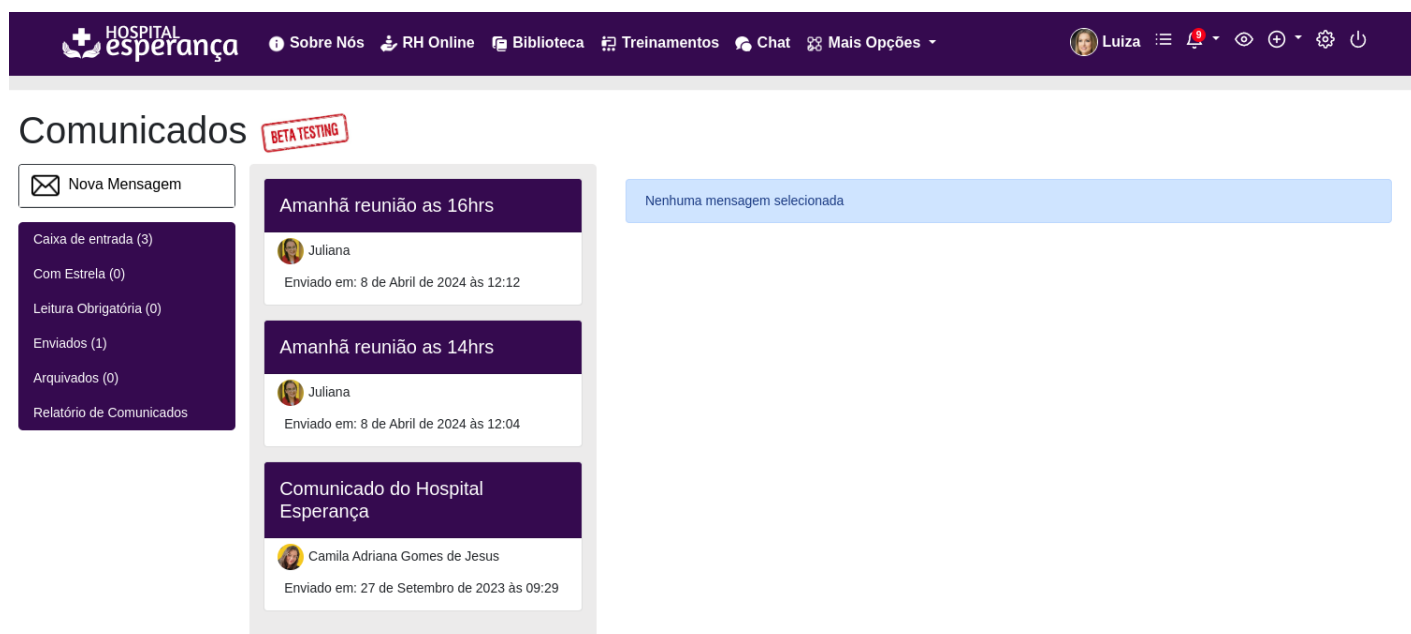 HOSPITAL
esperança
Sobre Nós
RH Online
Biblioteca
Treinamentos
Chat
Mais Opções
Luiza
9
Comunicados
BETA TESTING
Nova Mensagem
Caixa de entrada (3)
Com Estrela (0)
Leitura Obrigatória (0)
Enviados (1)
Arquivados (0)
Relatório de Comunicados
Amanhã reunião as 16hrs
Juliana
Enviado em: 8 de Abril de 2024 às 12:12
Amanhã reunião as 14hrs
Juliana
Enviado em: 8 de Abril de 2024 às 12:04
Comunicado do Hospital
Esperança
Camila Adriana Gomes de Jesus
Enviado em: 27 de Setembro de 2023 às 09:29
Nenhuma mensagem selecionada